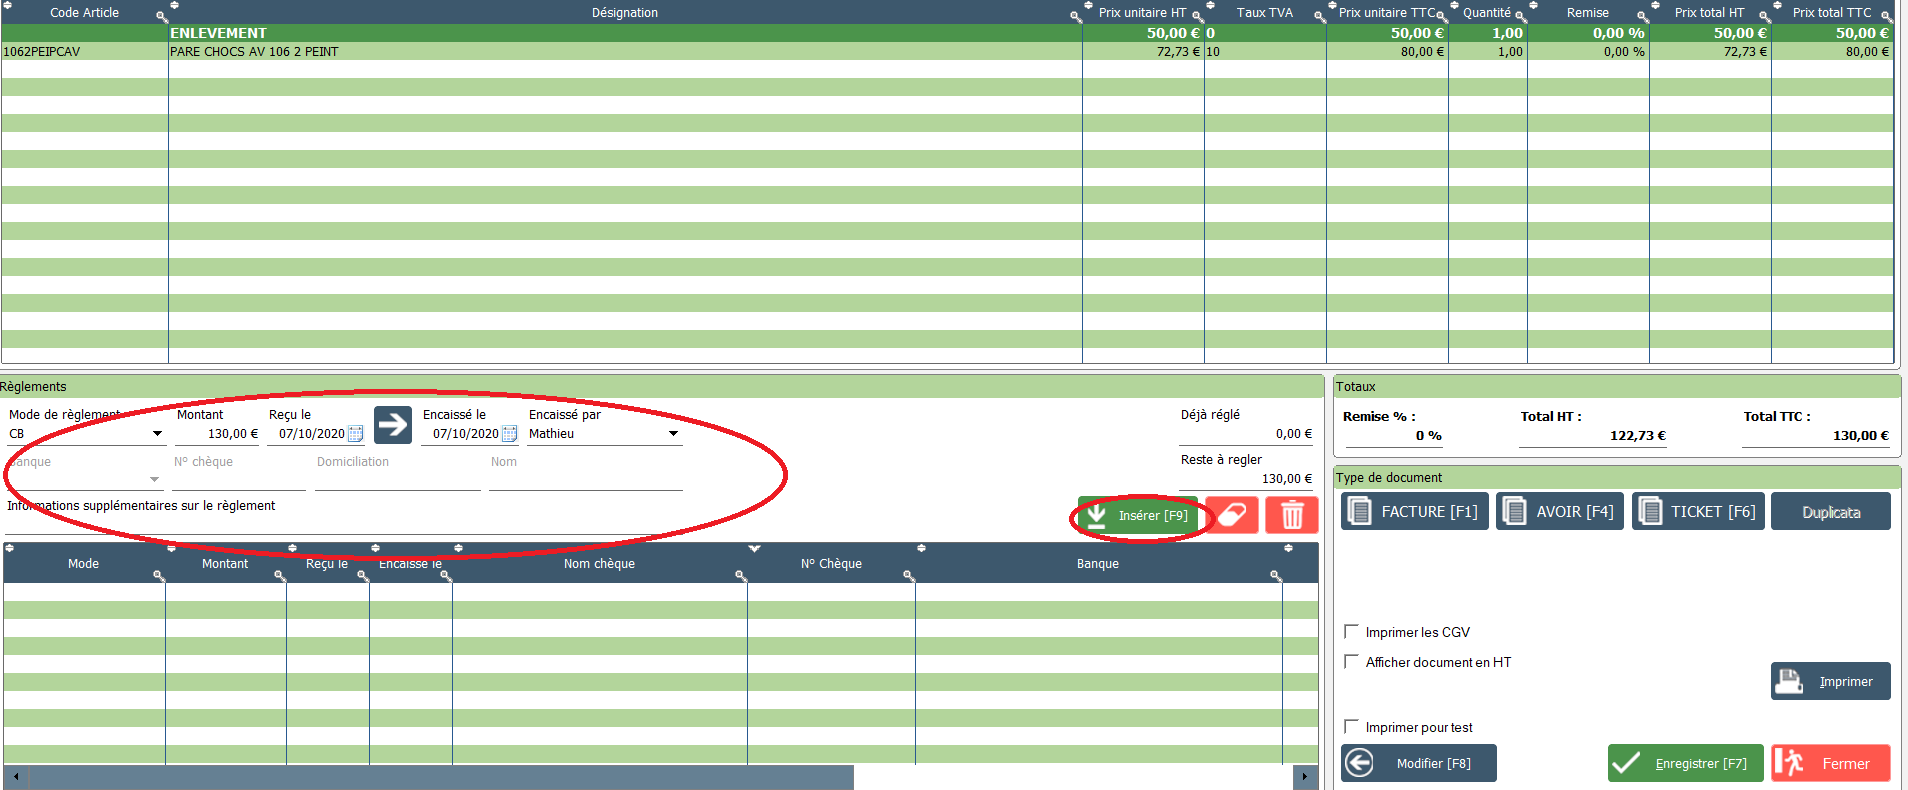 Code Article Désignation Prix unitaire HT Taux TVA Prix unitaire TTC Quantité Remise Prix total HT Prix total TTC
ENLEVEMENT 50,00 € 0 50,00 € 1,00 0,00 % 50,00 € 50,00 €
1062PEIPCAV PARE CHOCS AV 106 2 PEINT 72,73 € 10 80,00 € 1,00 0,00 % 72,73 € 80,00 €
Règlements
Mode de règlement Montant Reçu le Encaissé le Encaissé par Déjà réglé
CB 130,00 € 07/10/2020 07/10/2020 Mathieu 0,00 €
Banque N° chèque Domiciliation Nom Reste à regler
130,00 €
Informations supplémentaires sur le règlement
Insérer [F9]
Mode Montant Reçu le Encaissé le Nom chèque N° Chèque Banque
Totaux
Remise % : Total HT : Total TTC :
0 % 122,73 € 130,00 €
Type de document
FACTURE [F1] AVOIR [F4] TICKET [F6] Duplicata
Imprimer les CGV
Afficher document en HT
Imprimer
Imprimer pour test
Modifier [F8] Enregistrer [F7] Fermer